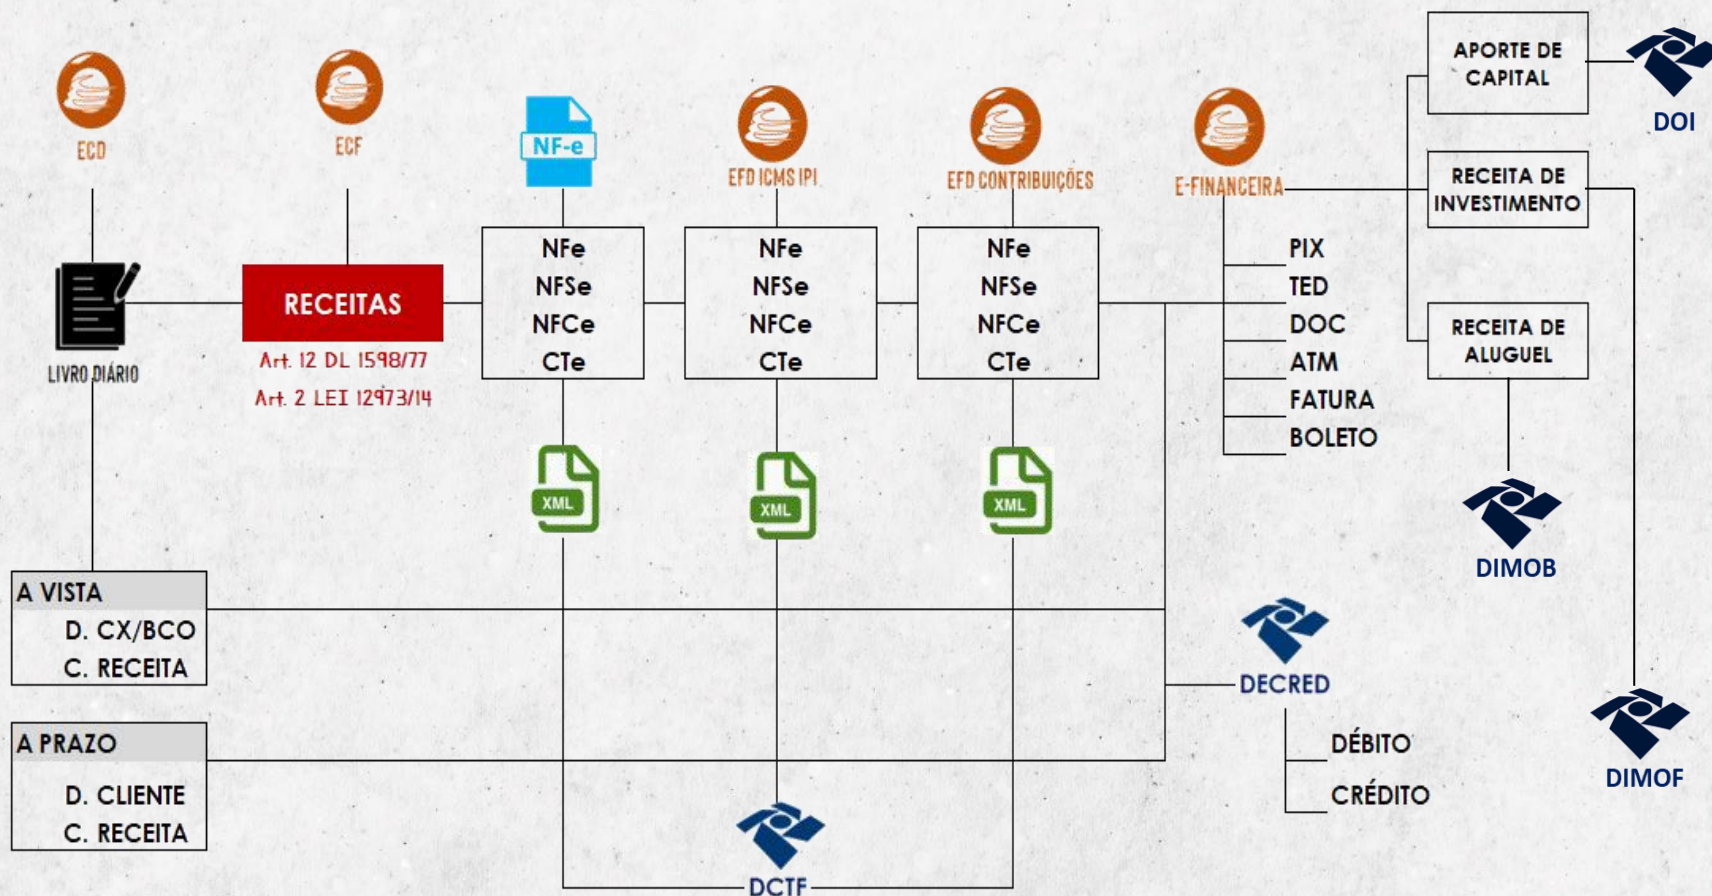 ECD
ECF
NF-e
EFD ICMS IPI
EFD CONTRIBUIÇÕES
E-FINANCEIRA
APORTE DE
CAPITAL
DOI
RECEITA DE
INVESTIMENTO
RECEITA DE
ALUGUEL
LIVRO DIÁRIO
RECEITAS
Art. 12 DL 1598/77
Art. 2 LEI 12973/14
NFe
NFSe
NFCe
CTe
NFe
NFSe
NFCe
CTe
NFe
NFSe
NFCe
CTe
PIX
TED
DOC
ATM
FATURA
BOLETO
XML
XML
XML
DIMOB
A VISTA
D. CX/BCO
C. RECEITA
DECRED
DÉBITO
CRÉDITO
DIMOF
A PRAZO
D. CLIENTE
C. RECEITA
DCTF